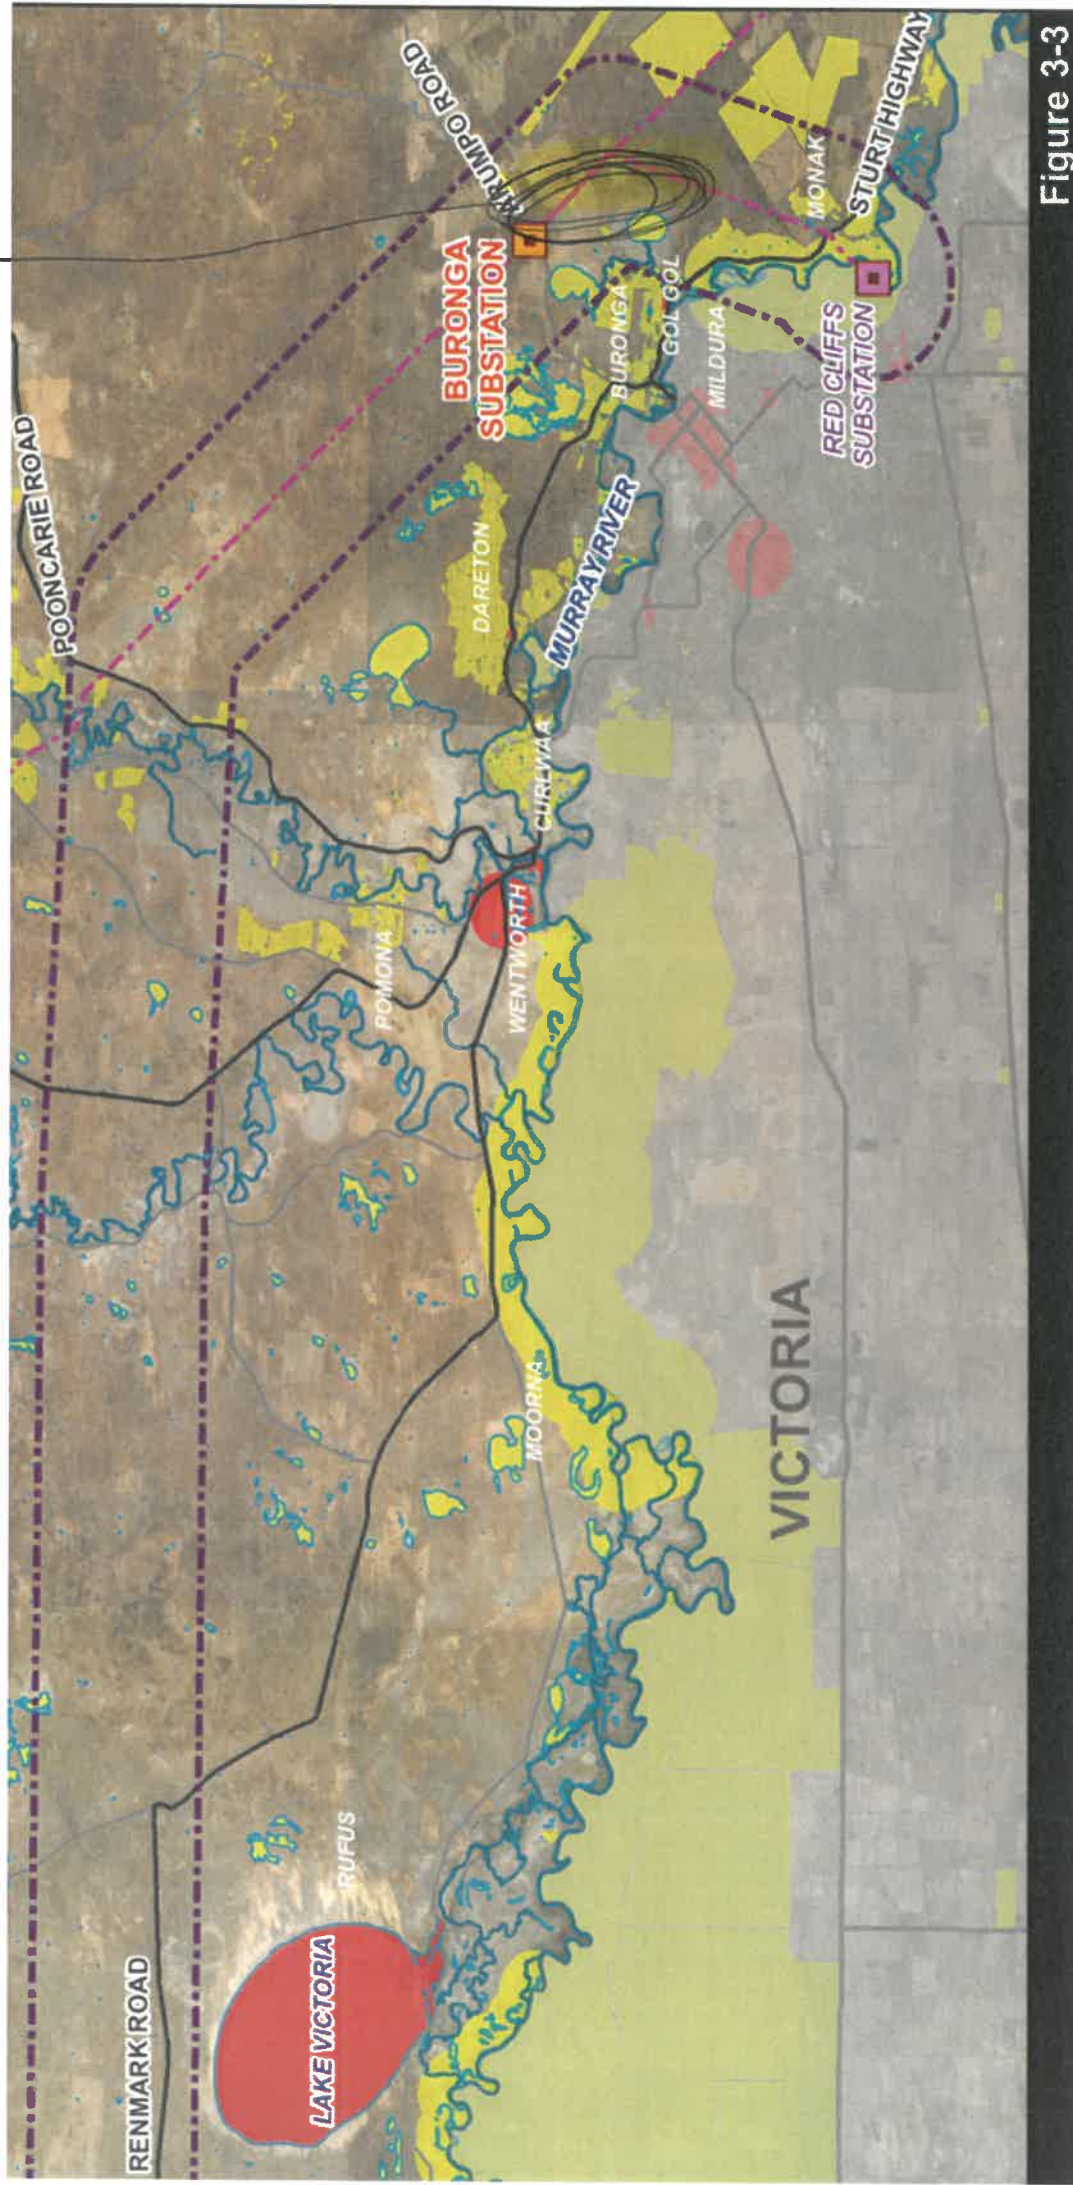 RENMARK ROAD
LAKE VICTORIA
RUFUS
MOORNA
VICTORIA
POMONA
WENTWORTH
CURLWAA
POONCARIE ROAD
DARETON
MURRAY RIVER
BURONGA
SUBSTATION
ARUMPO ROAD
BURONGA
GOL GOL
MILDURA
MONAK
STURT HIGHWAY
RED CLIFFS
SUBSTATION
Figure 3-3